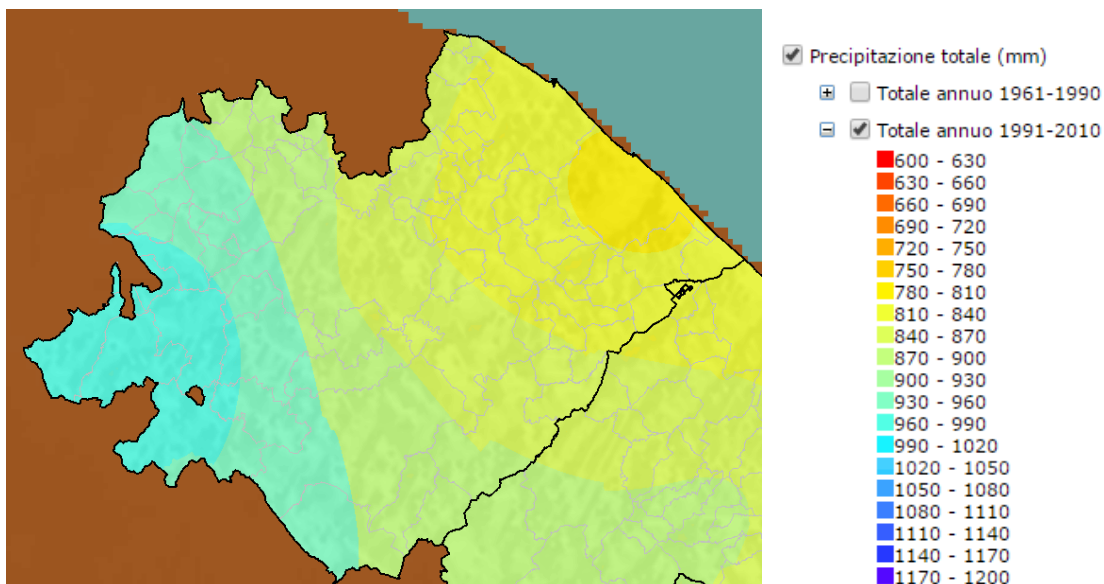 Precipitazione totale (mm)
Totale annuo 1961-1990
Totale annuo 1991-2010
600 - 630
630 - 660
660 - 690
690 - 720
720 - 750
750 - 780
780 - 810
810 - 840
840 - 870
870 - 900
900 - 930
930 - 960
960 - 990
990 - 1020
1020 - 1050
1050 - 1080
1080 - 1110
1110 - 1140
1140 - 1170
1170 - 1200